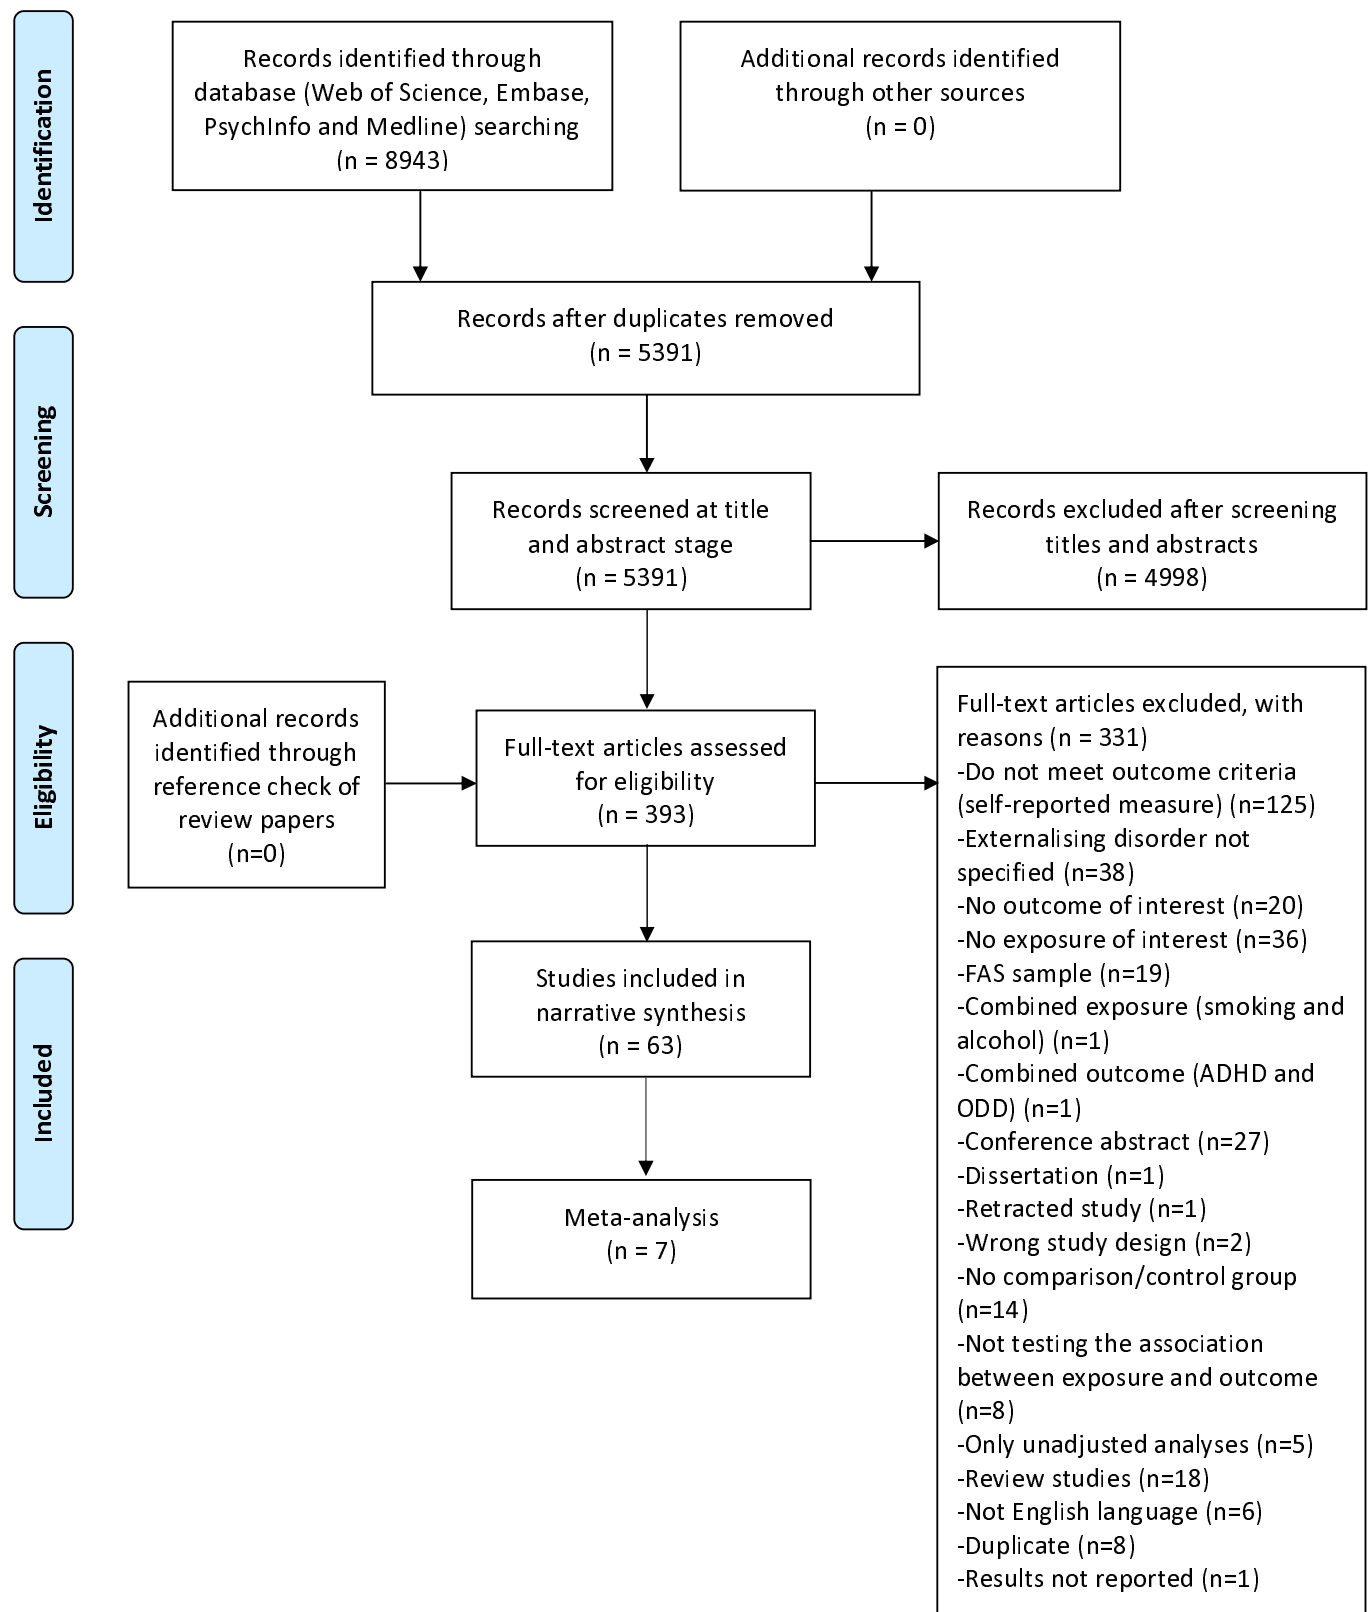 Identification
Records identified through
database (Web of Science, Embase,
PsychInfo and Medline) searching
(n = 8943)
Additional records identified
through other sources
(n = 0)
Records after duplicates removed
(n = 5391)
Screening
Records screened at title
and abstract stage
(n = 5391)
Records excluded after screening
titles and abstracts
(n = 4998)
Eligibility
Additional records
identified through
reference check of
review papers
(n=0)
Full-text articles assessed
for eligibility
(n = 393)
Full-text articles excluded, with
reasons (n = 331)
-Do not meet outcome criteria
(self-reported measure) (n=125)
-Externalising disorder not
specified (n=38)
-No outcome of interest (n=20)
-No exposure of interest (n=36)
-FAS sample (n=19)
-Combined exposure (smoking and
alcohol) (n=1)
-Combined outcome (ADHD and
ODD) (n=1)
-Conference abstract (n=27)
-Dissertation (n=1)
-Retracted study (n=1)
-Wrong study design (n=2)
-No comparison/control group
(n=14)
-Not testing the association
between exposure and outcome
(n=8)
-Only unadjusted analyses (n=5)
-Review studies (n=18)
-Not English language (n=6)
-Duplicate (n=8)
-Results not reported (n=1)
Included
Studies included in
narrative synthesis
(n = 63)
Meta-analysis
(n = 7)